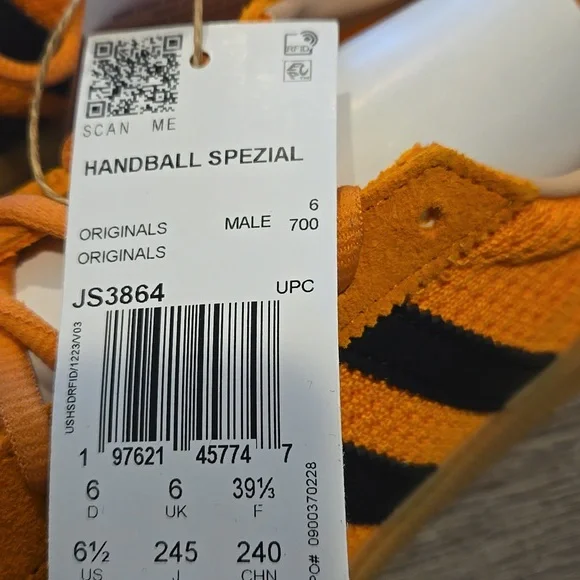 RFID
SCAN ME
HANDBALL SPEZIAL
6
ORIGINALS MALE 700
ORIGINALS
JS3864 UPC
USHSDRFID/1223/V03
1 97621 45774 7
6 6 39⅓
D UK F
6½ 245 240
US J CHN
PO# 0900370228